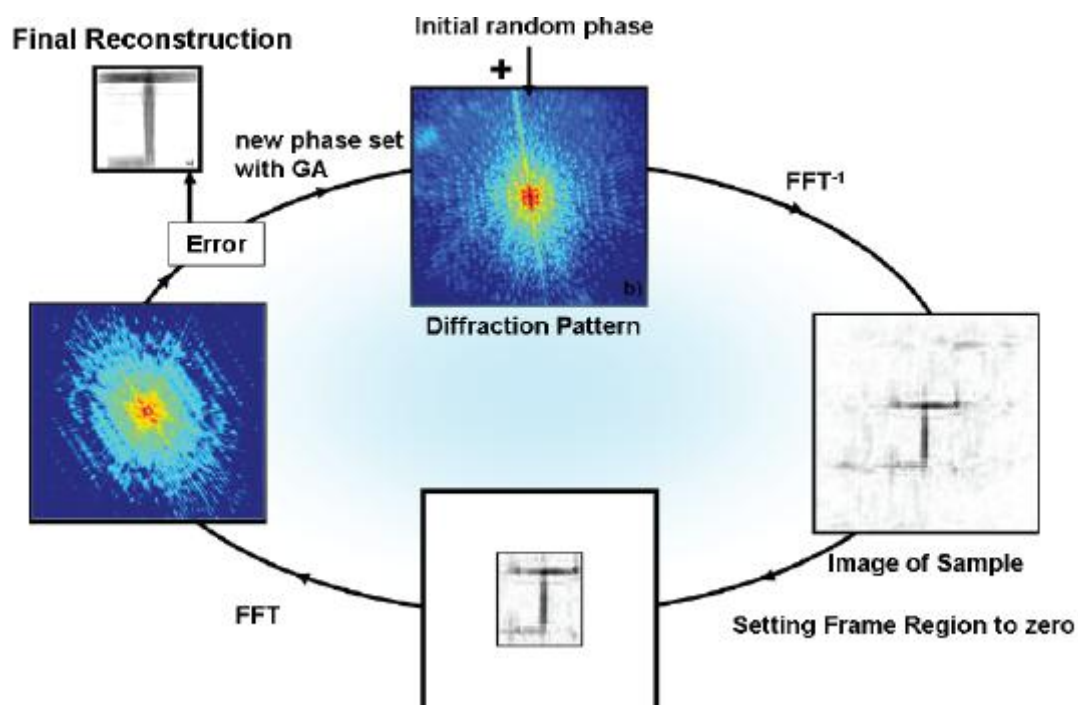 Initial random phase
+
Final Reconstruction
new phase set
with GA
FFT-1
Error
b)
Diffraction Pattern
Image of Sample
FFT
Setting Frame Region to zero